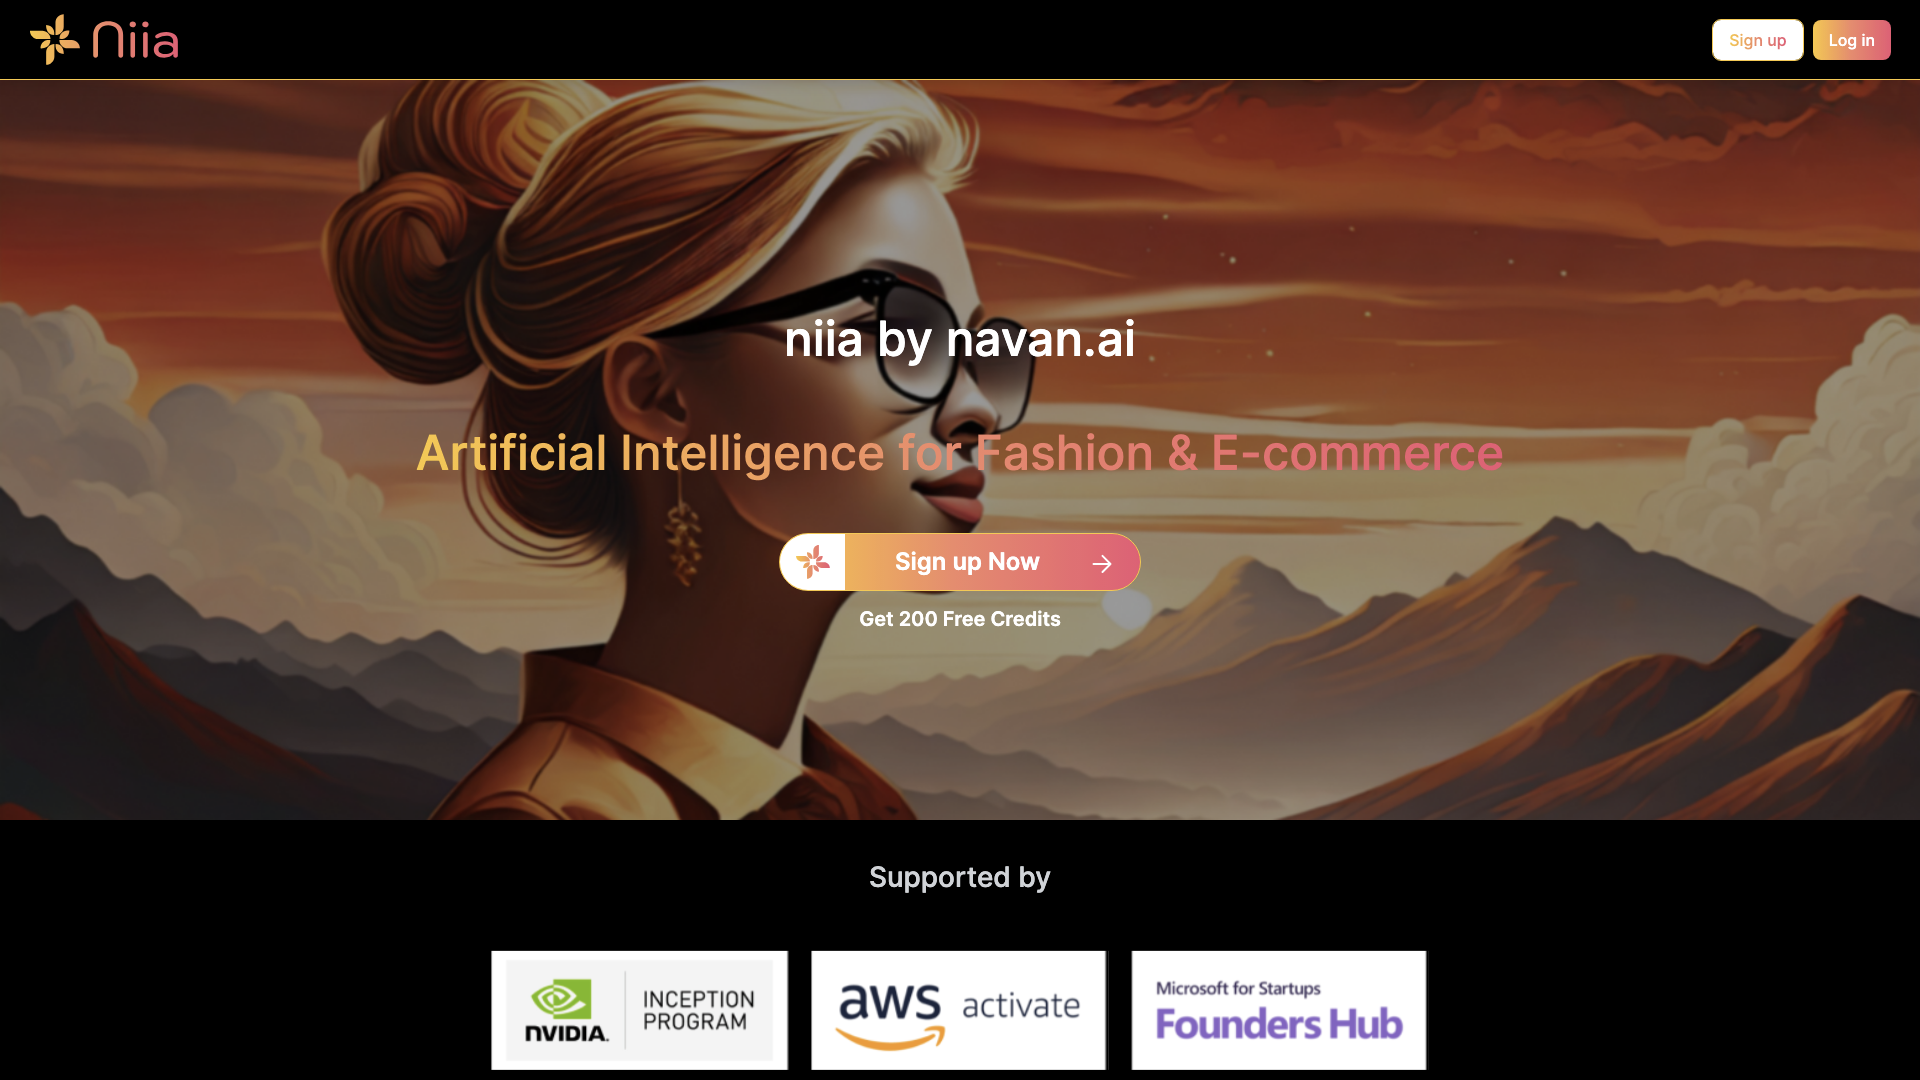 Niia
Sign up
Log in
niia by navan.ai
Artificial Intelligence for Fashion & E-commerce
Sign up Now
Get 200 Free Credits
Supported by
NVIDIA.
INCEPTION
PROGRAM
aws activate
Microsoft for Startups
Founders Hub